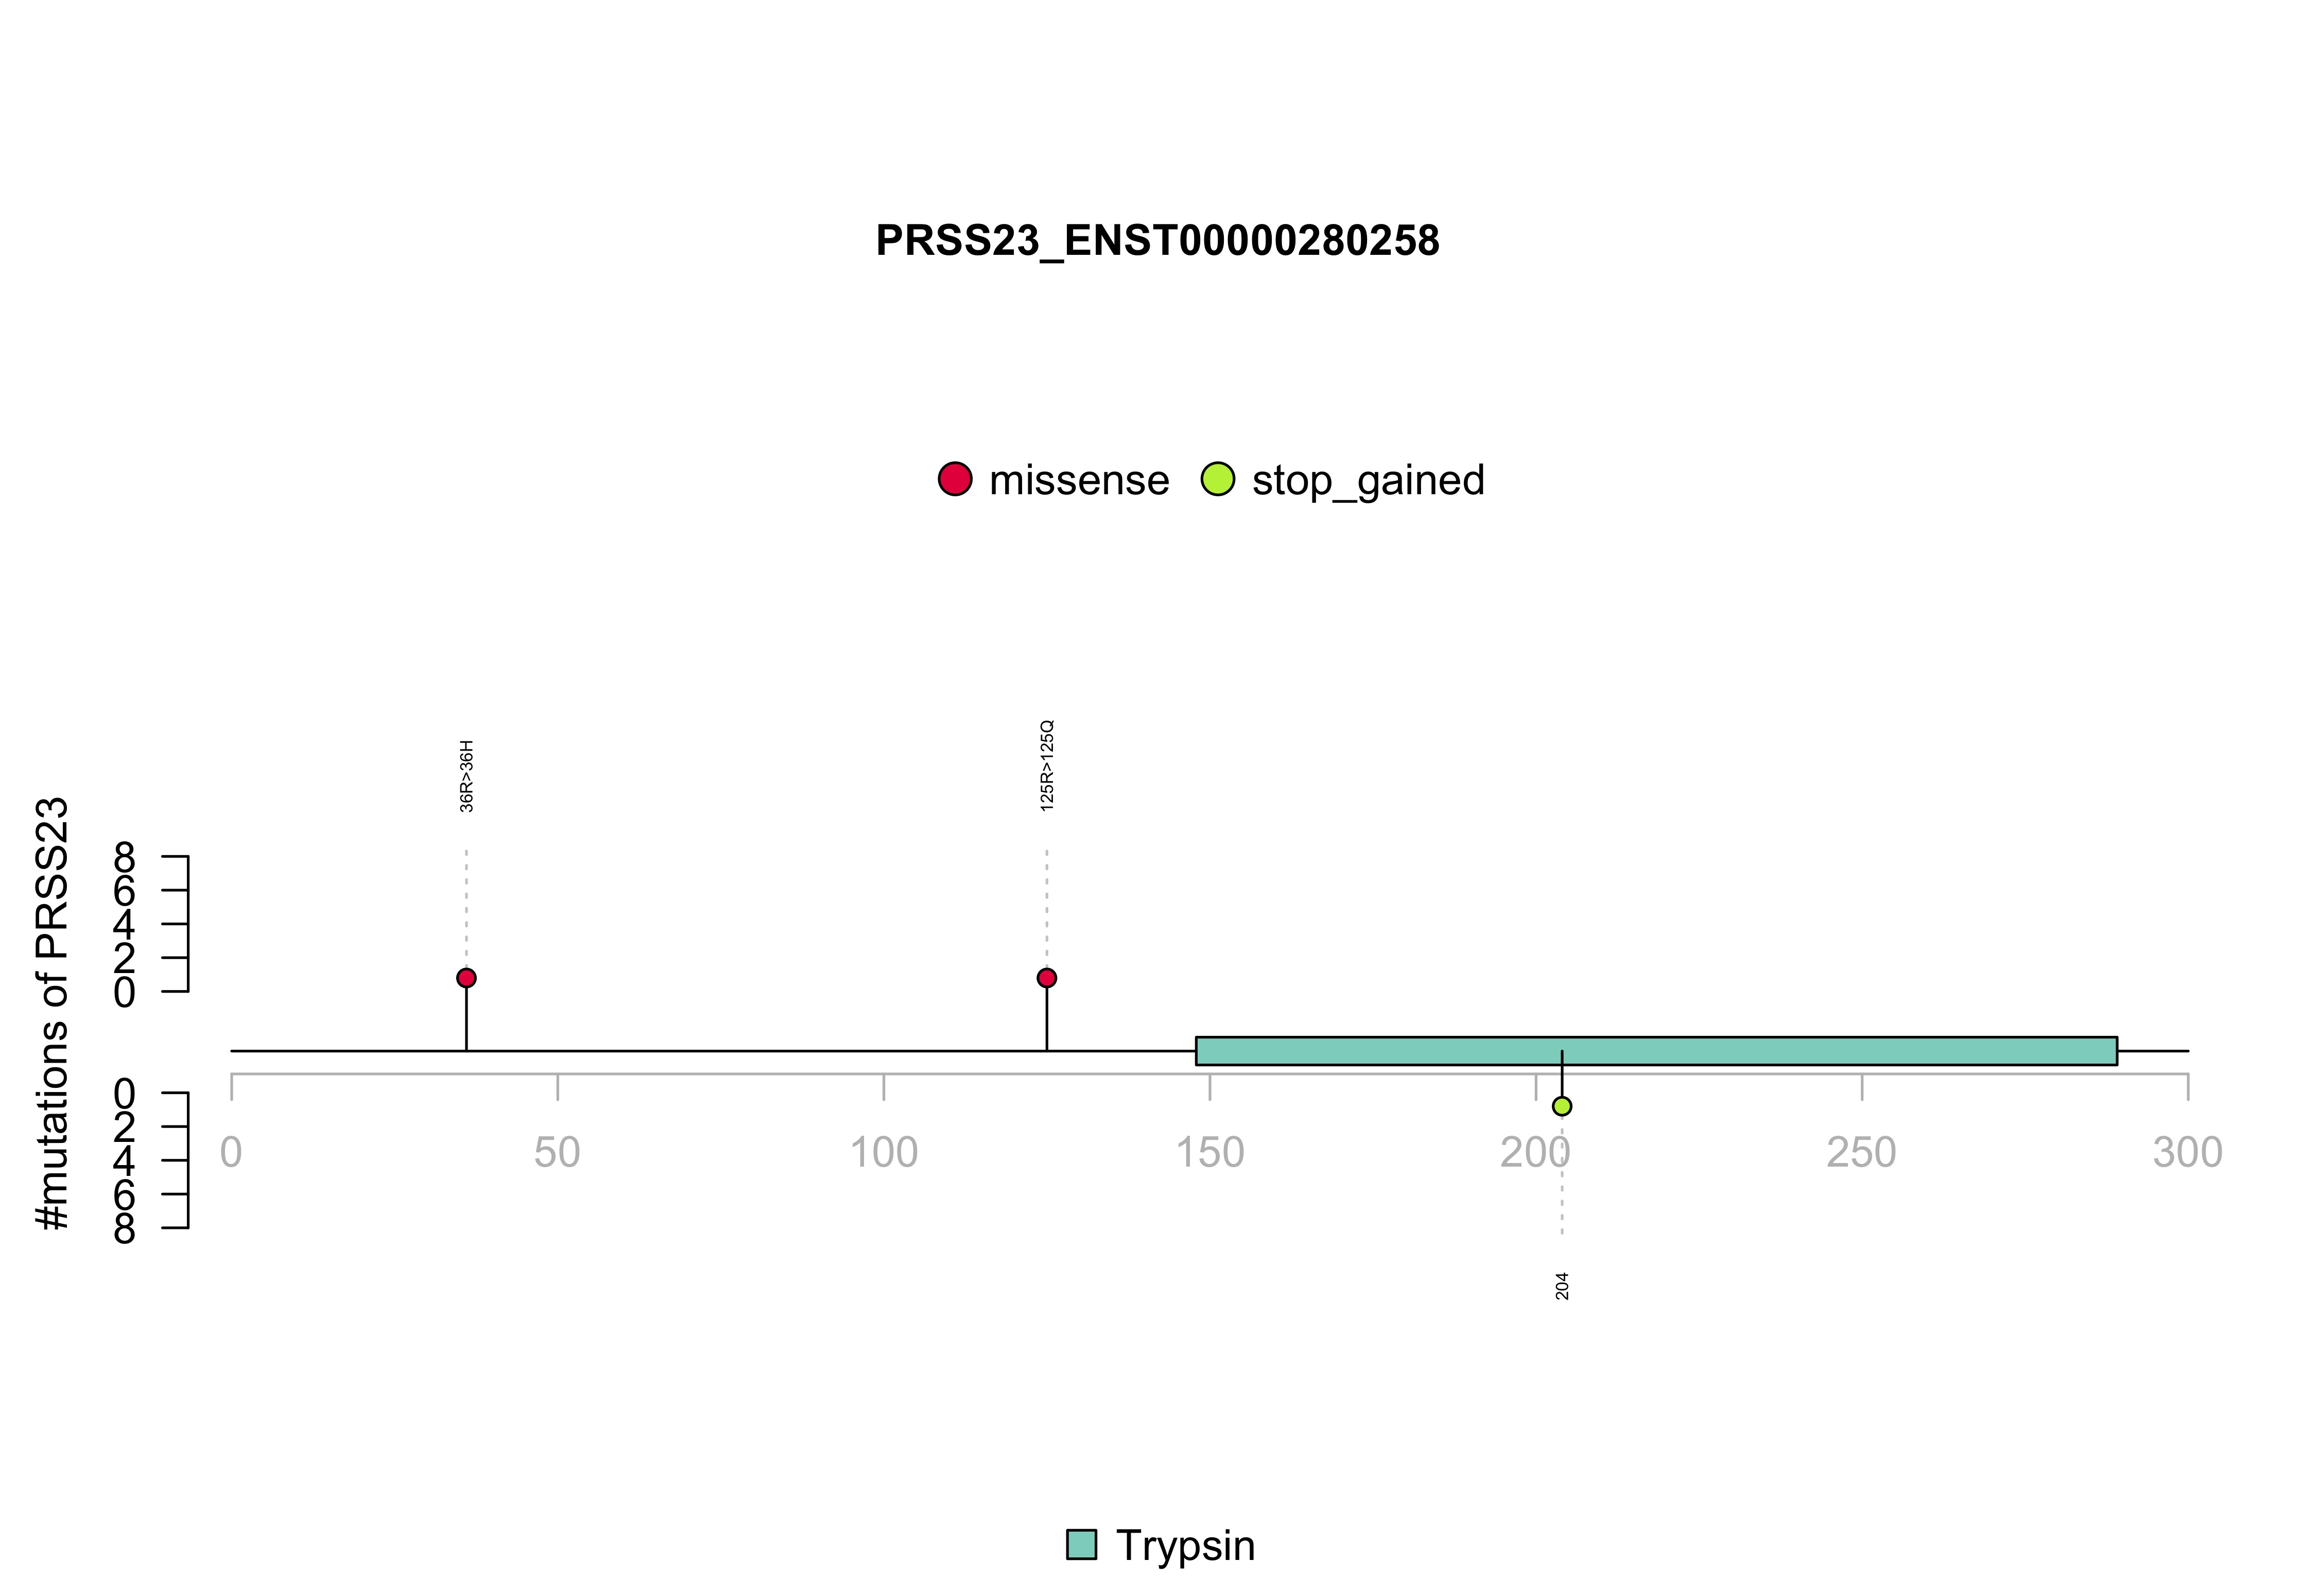 PRSS23_ENST00000280258
missense stop_gained
36R>36H
125R>125Q
#mutations of PRSS23
8
6
4
2
0
0
2
4
6
8
0 50 100 150 200 250 300
204
Trypsin